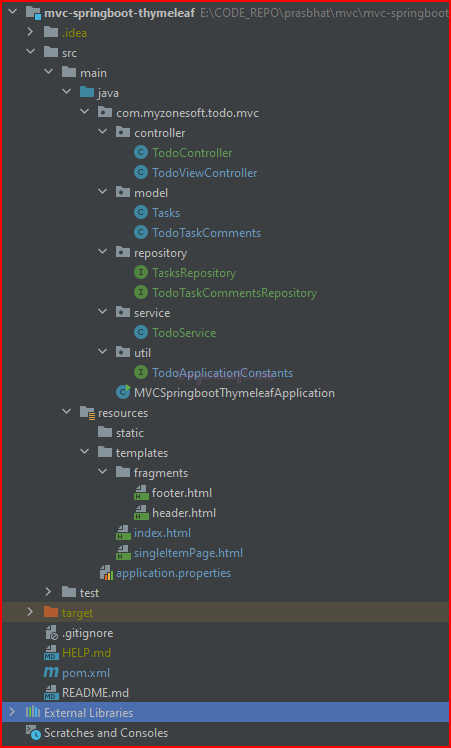 mvc-springboot-thymeleaf E:\CODE_REPO\prasbhat\mvc\mvc-springboot
.idea
src
main
java
com.myzonesoft.todo.mvc
controller
TodoController
TodoViewController
model
Tasks
TodoTaskComments
repository
TasksRepository
TodoTaskCommentsRepository
service
TodoService
util
TodoApplicationConstants
MVCSpringbootThymeleafApplication
resources
static
templates
fragments
footer.html
header.html
index.html
singleItemPage.html
application.properties
test
target
.gitignore
HELP.md
pom.xml
README.md
External Libraries
Scratches and Consoles